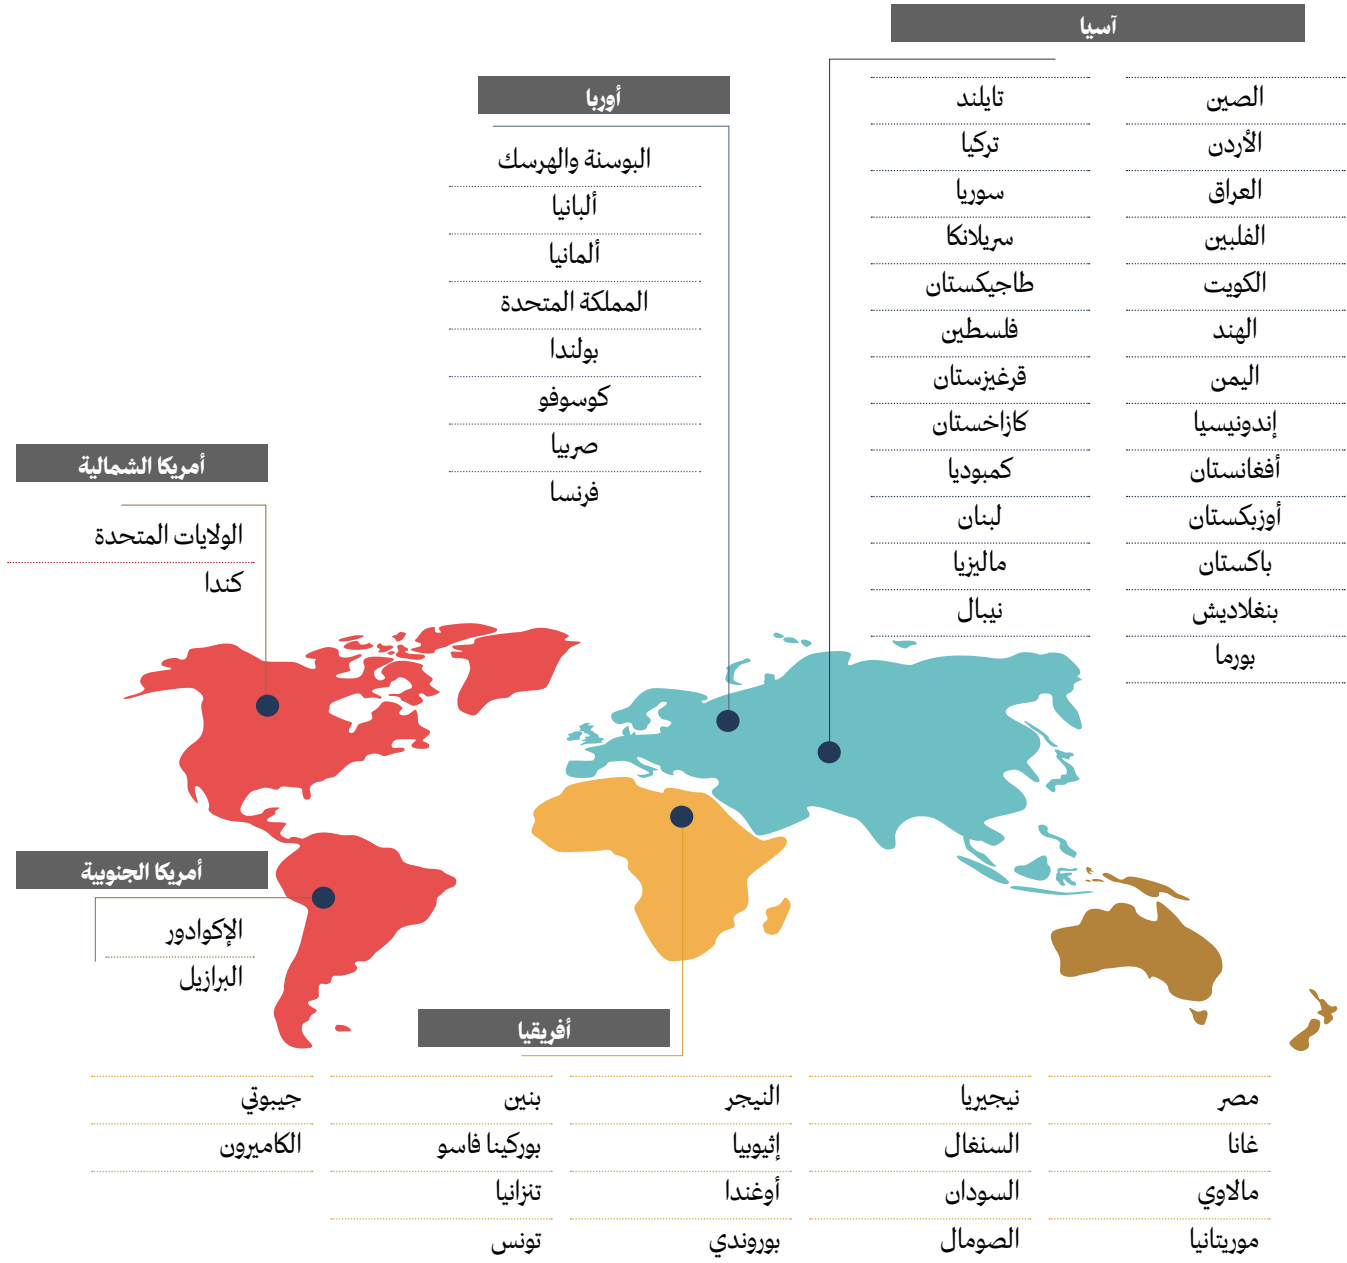 آسيا
الصين
الأردن
العراق
الفلبين
الكويت
الهند
اليمن
إندونيسيا
أفغانستان
أوزبكستان
باكستان
بنغلاديش
بورما
تايلند
تركيا
سوريا
سريلانكا
طاجيكستان
فلسطين
قرغيزستان
كازاخستان
كمبوديا
لبنان
ماليزيا
نيبال
أوربا
البوسنة والهرسك
ألبانيا
ألمانيا
المملكة المتحدة
بولندا
كوسوفو
صربيا
فرنسا
أمريكا الشمالية
الولايات المتحدة
كندا
أمريكا الجنوبية
الإكوادور
البرازيل
أفريقيا
مصر
غانا
مالاوي
موريتانيا
نيجيريا
السنغال
السودان
الصومال
النيجر
إثيوبيا
أوغندا
بوروندي
بنين
بوركينا فاسو
تنزانيا
تونس
جيبوتي
الكاميرون